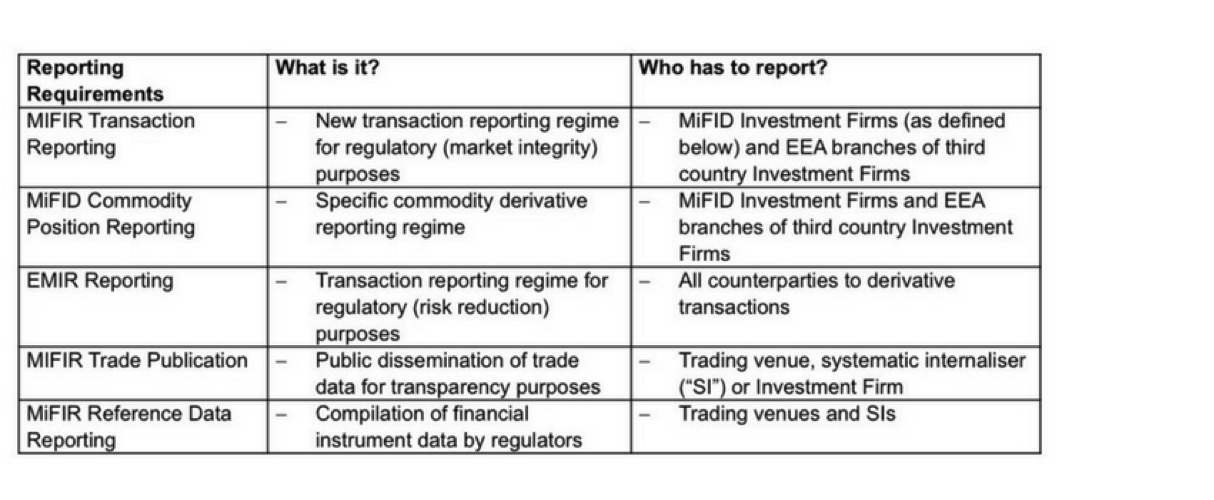 Reporting
Requirements
What is it?
Who has to report?
MIFIR Transaction
Reporting
– New transaction reporting regime
for regulatory (market integrity)
purposes
– MiFID Investment Firms (as defined
below) and EEA branches of third
country Investment Firms
MiFID Commodity
Position Reporting
– Specific commodity derivative
reporting regime
– MiFID Investment Firms and EEA
branches of third country Investment
Firms
EMIR Reporting
– Transaction reporting regime for
regulatory (risk reduction)
purposes
– All counterparties to derivative
transactions
MIFIR Trade Publication
– Public dissemination of trade
data for transparency purposes
– Trading venue, systematic internaliser
(“SI”) or Investment Firm
MiFIR Reference Data
Reporting
– Compilation of financial
instrument data by regulators
– Trading venues and SIs